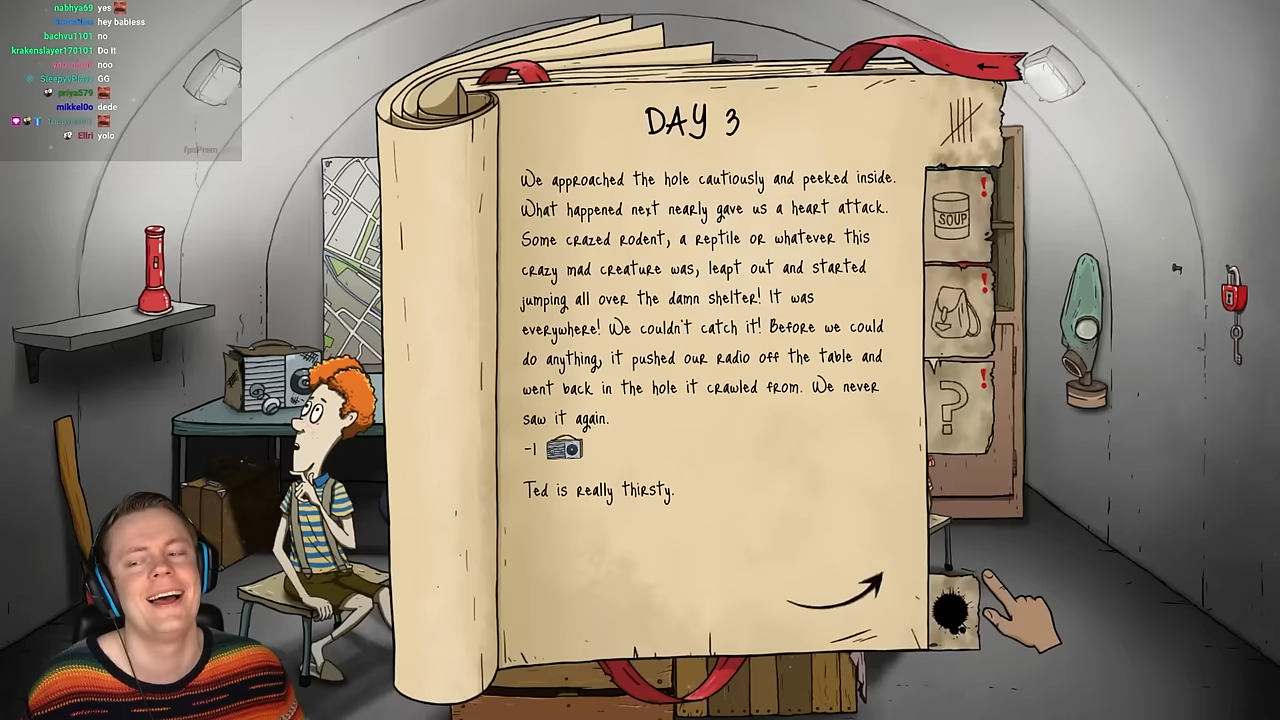 nabhya69 yes
hey babless
bachvu1101 no
krakenslayer170101 Do it
noo
SleepyvPlayz GG
priya579
mikkel0o dede
Ellri yolo
DAY 3
We approached the hole cautiously and peeked inside.
What happened next nearly gave us a heart attack.
Some crazed rodent, a reptile or whatever this
crazy mad creature was, leapt out and started
jumping all over the damn shelter! It was
everywhere! We couldn't catch it! Before we could
do anything, it pushed our radio off the table and
went back in the hole it crawled from. We never
saw it again.
-1
Ted is really thirsty.
SOUP
!
!
?
!